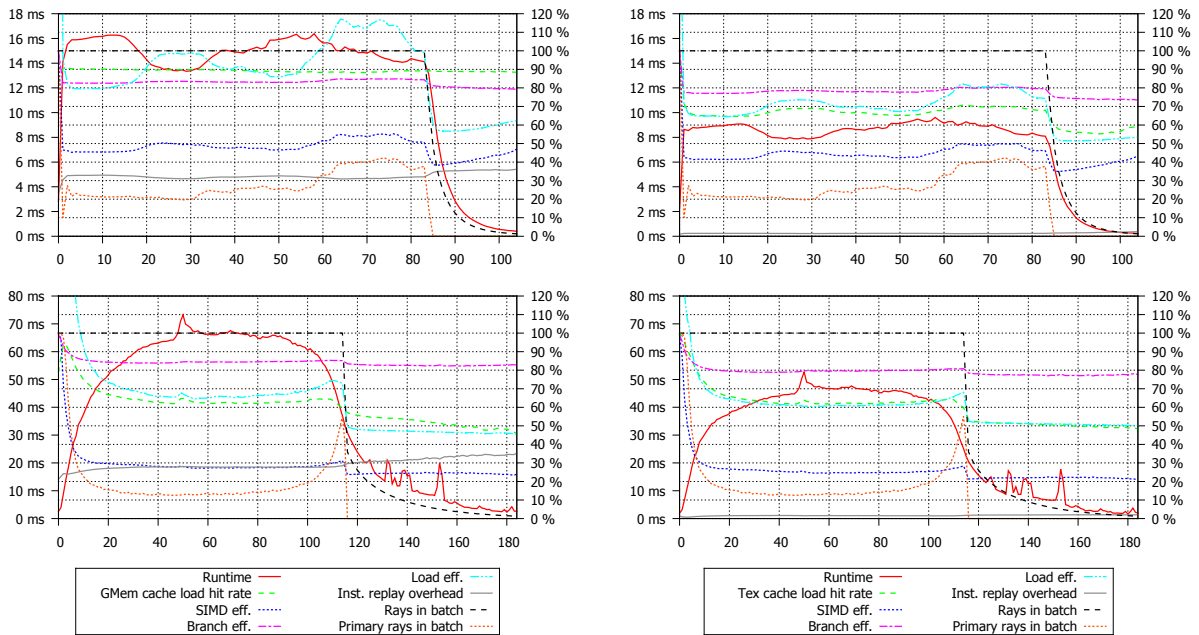 18 ms 120 % 18 ms 120 %
16 ms 110 % 16 ms 110 %
14 ms 100 % 14 ms 100 %
12 ms 90 % 12 ms 90 %
10 ms 80 % 10 ms 80 %
8 ms 70 % 8 ms 70 %
6 ms 60 % 6 ms 60 %
4 ms 50 % 4 ms 50 %
2 ms 40 % 2 ms 40 %
0 ms 30 % 0 ms 30 %
20 % 20 %
10 % 10 %
0 % 0 %
0 10 20 30 40 50 60 70 80 90 100 0 10 20 30 40 50 60 70 80 90 100
80 ms 120 % 80 ms 120 %
70 ms 110 % 70 ms 110 %
60 ms 100 % 60 ms 100 %
50 ms 90 % 50 ms 90 %
40 ms 80 % 40 ms 80 %
30 ms 70 % 30 ms 70 %
20 ms 60 % 20 ms 60 %
10 ms 50 % 10 ms 50 %
0 ms 40 % 0 ms 40 %
30 % 30 %
20 % 20 %
10 % 10 %
0 % 0 %
0 20 40 60 80 100 120 140 160 180 0 20 40 60 80 100 120 140 160 180
Runtime Load eff. Runtime Load eff.
GMem cache load hit rate Inst. replay overhead Tex cache load hit rate Inst. replay overhead
SIMD eff. Rays in batch SIMD eff. Rays in batch
Branch eff. Primary rays in batch Branch eff. Primary rays in batch